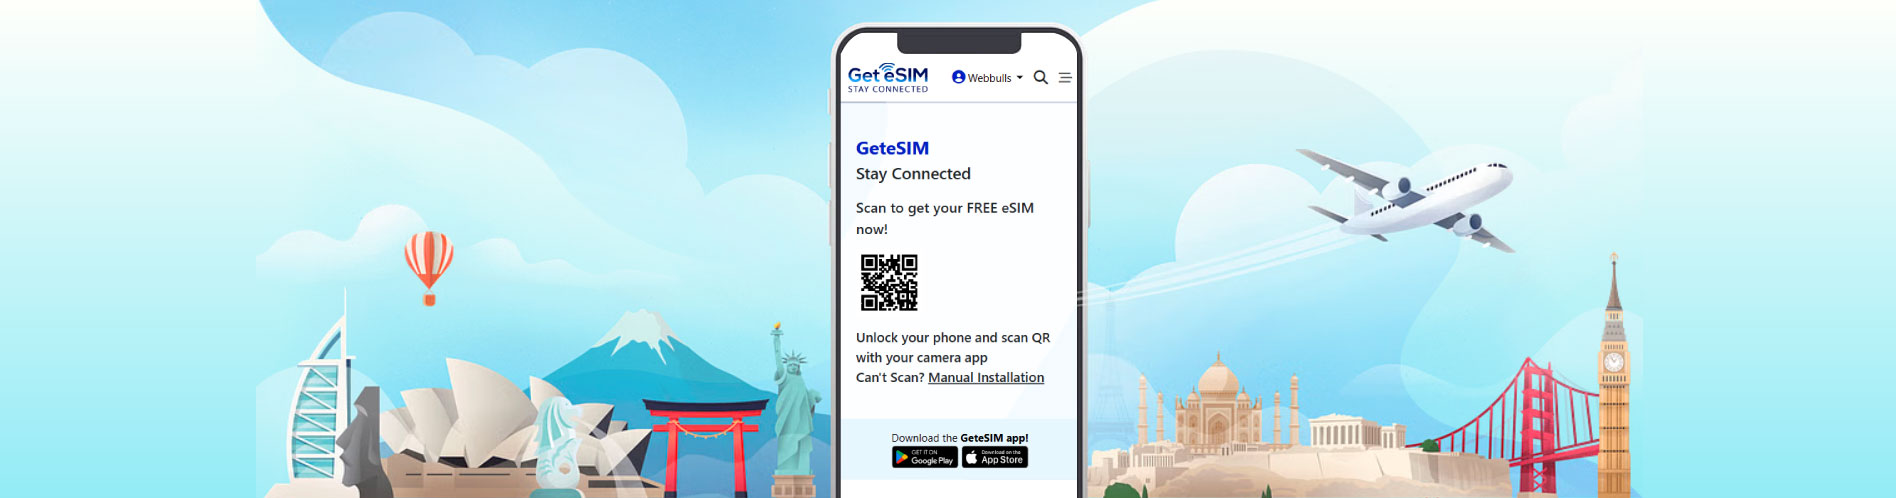 Get eSIM
STAY CONNECTED
Webbulls
GeteSIM
Stay Connected
Scan to get your FREE eSIM
now!
Unlock your phone and scan QR
with your camera app
Can't Scan? Manual Installation
Download the GeteSIM app!
GET IT ON
Google Play
Download on the
App Store